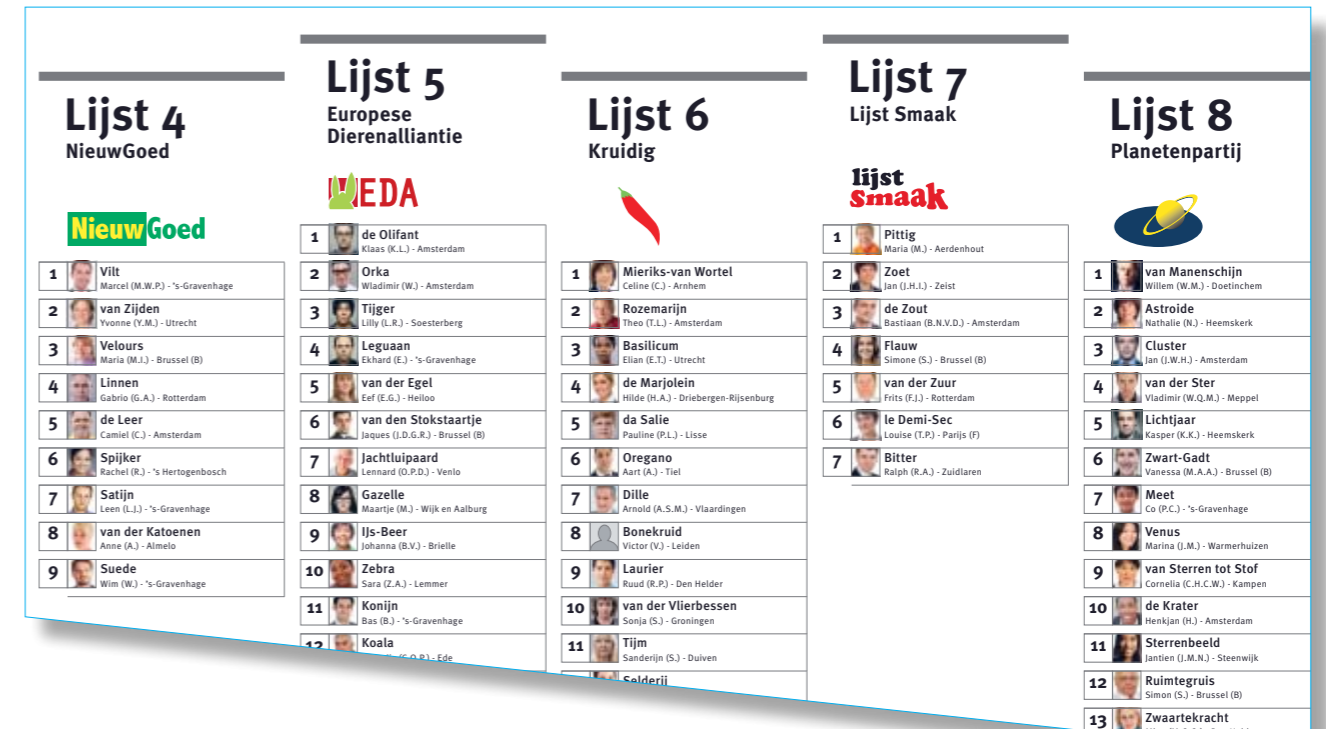 Lijst 4
NieuwGoed
NieuwGoed
1 Vilt
Marcel (M.W.P.) - 's-Gravenhage
2 van Zijden
Yvonne (Y.M.) - Utrecht
3 Velours
Maria (M.I.) - Brussel (B)
4 Linnen
Gabrio (G.A.) - Rotterdam
5 de Leer
Camiel (C.) - Amsterdam
6 Spijker
Rachel (R.) - 's Hertogenbosch
7 Satijn
Leen (L.J.) - 's-Gravenhage
8 van der Katoenen
Anne (A.) - Almelo
9 Suede
Wim (W.) - 's-Gravenhage
Lijst 5
Europese
Dierenalliantie
EDA
1 de Olifant
Klaas (K.L.) - Amsterdam
2 Orka
Wladimir (W.) - Amsterdam
3 Tijger
Lilly (L.R.) - Soesterberg
4 Leguaan
Ekhard (E.) - 's-Gravenhage
5 van der Egel
Eef (E.G.) - Heiloo
6 van den Stokstaartje
Jaques (J.D.G.R.) - Brussel (B)
7 Jachtluipaard
Lennard (O.P.D.) - Venlo
8 Gazelle
Maartje (M.) - Wijk en Aalburg
9 IJs-Beer
Johanna (B.V.) - Brielle
10 Zebra
Sara (Z.A.) - Lemmer
11 Konijn
Bas (B.) - 's-Gravenhage
12 Koala
- Ede
Lijst 6
Kruidig
1 Mieriks-van Wortel
Celine (C.) - Arnhem
2 Rozemarijn
Theo (T.L.) - Amsterdam
3 Basilicum
Elian (E.T.) - Utrecht
4 de Marjolein
Hilde (H.A.) - Driebergen-Rijsenburg
5 da Salie
Pauline (P.L.) - Lisse
6 Oregano
Aart (A.) - Tiel
7 Dille
Arnold (A.S.M.) - Vlaardingen
8 Bonekruid
Victor (V.) - Leiden
9 Laurier
Ruud (R.P.) - Den Helder
10 van der Vlierbessen
Sonja (S.) - Groningen
11 Tijm
Sanderijn (S.) - Duiven
Selderij
Lijst 7
Lijst Smaak
lijst
smaak
1 Pittig
Maria (M.) - Aerdenhout
2 Zoet
Jan (J.H.I.) - Zeist
3 de Zout
Bastiaan (B.N.V.D.) - Amsterdam
4 Flauw
Simone (S.) - Brussel (B)
5 van der Zuur
Frits (F.J.) - Rotterdam
6 le Demi-Sec
Louise (T.P.) - Parijs (F)
7 Bitter
Ralph (R.A.) - Zuidlaren
Lijst 8
Planetenpartij
1 van Manenschijn
Willem (W.M.) - Doetinchem
2 Astroide
Nathalie (N.) - Heemskerk
3 Cluster
Jan (J.W.H.) - Amsterdam
4 van der Ster
Vladimir (W.Q.M.) - Meppel
5 Lichtjaar
Kasper (K.K.) - Heemskerk
6 Zwart-Gadt
Vanessa (M.A.A.) - Brussel (B)
7 Meet
Co (P.C.) - 's-Gravenhage
8 Venus
Marina (J.M.) - Warmerhuizen
9 van Sterren tot Stof
Cornelia (C.H.C.W.) - Kampen
10 de Krater
Henkjan (H.) - Amsterdam
11 Sterrenbeeld
Jantien (J.M.N.) - Steenwijk
12 Ruimtegruis
Simon (S.) - Brussel (B)
13 Zwaartekracht